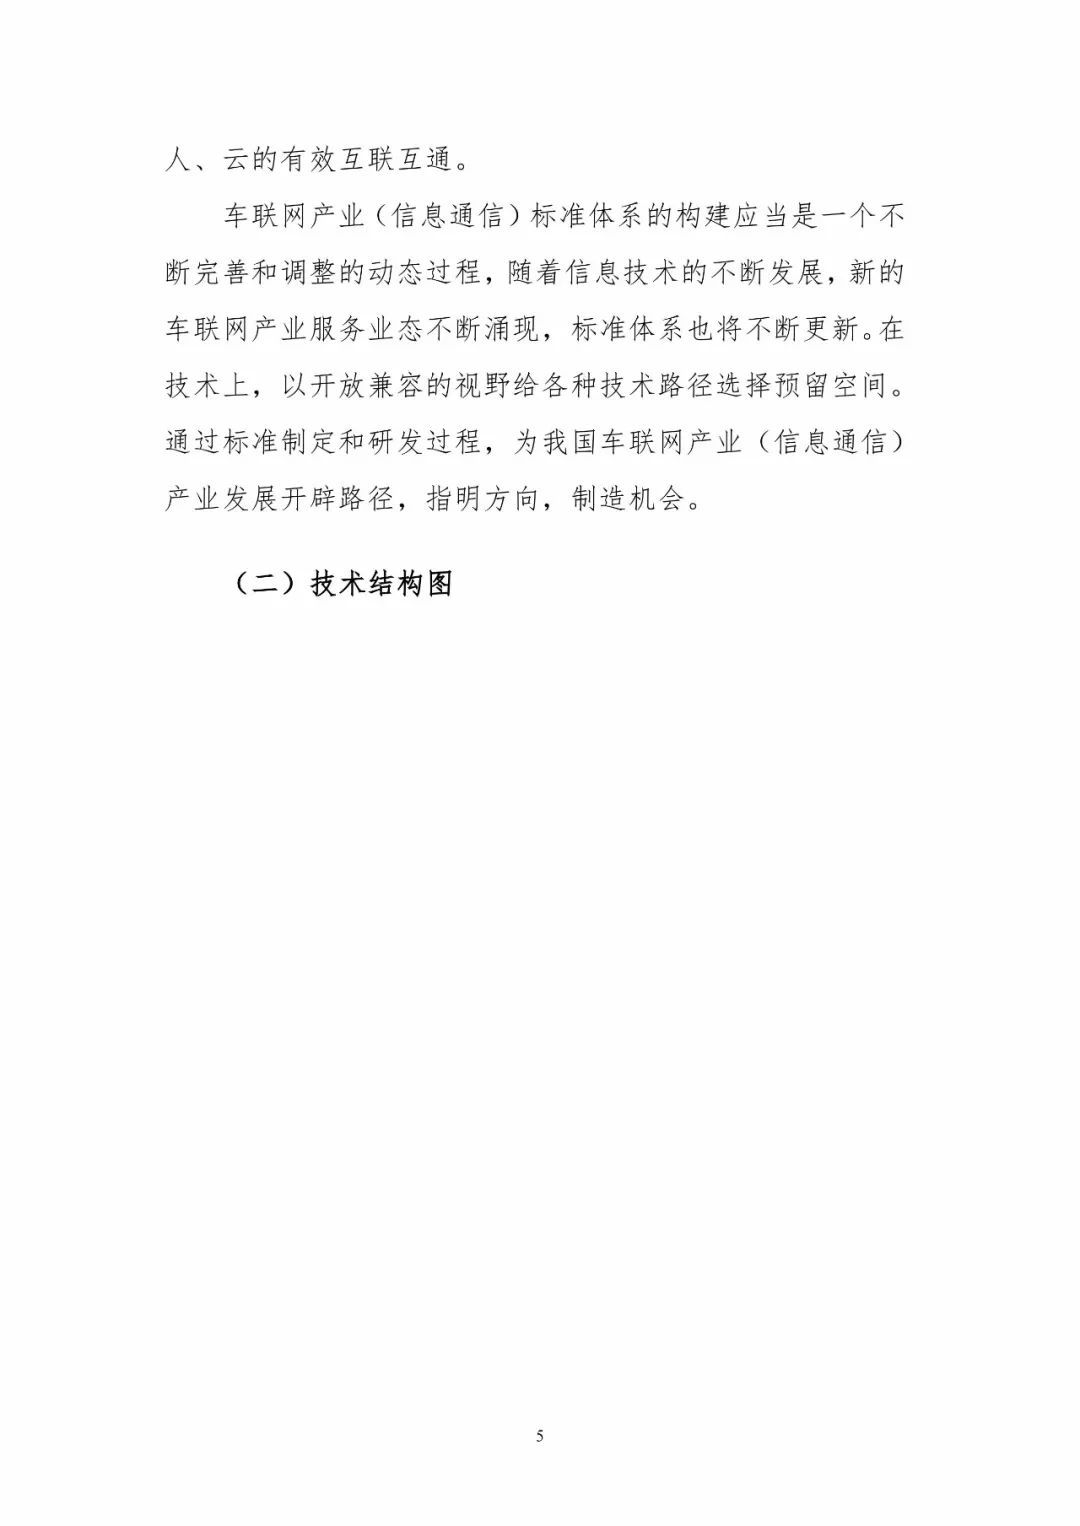 人、云的有效互联互通。
车联网产业（信息通信）标准体系的构建应当是一个不
断完善和调整的动态过程，随着信息技术的不断发展，新的
车联网产业服务业态不断涌现，标准体系也将不断更新。在
技术上，以开放兼容的视野给各种技术路径选择预留空间。
通过标准制定和研发过程，为我国车联网产业（信息通信）
产业发展开辟路径，指明方向，制造机会。
（二）技术结构图
5